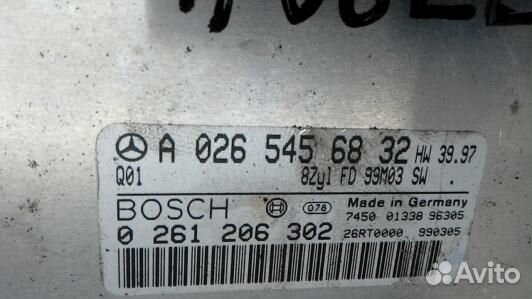 A 026 545 68 32 HW 39.97
Q01 8Zyl FD 99M03 SW .
BOSCH 078 Made in Germany
7450 01338 96305
0 261 206 302 26RT0000 990305
Avito